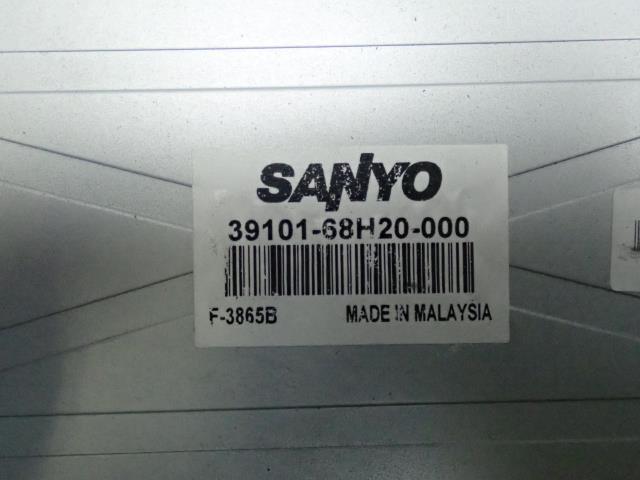 SANYO
39101-68H20-000
F-3865B MADE IN MALAYSIA